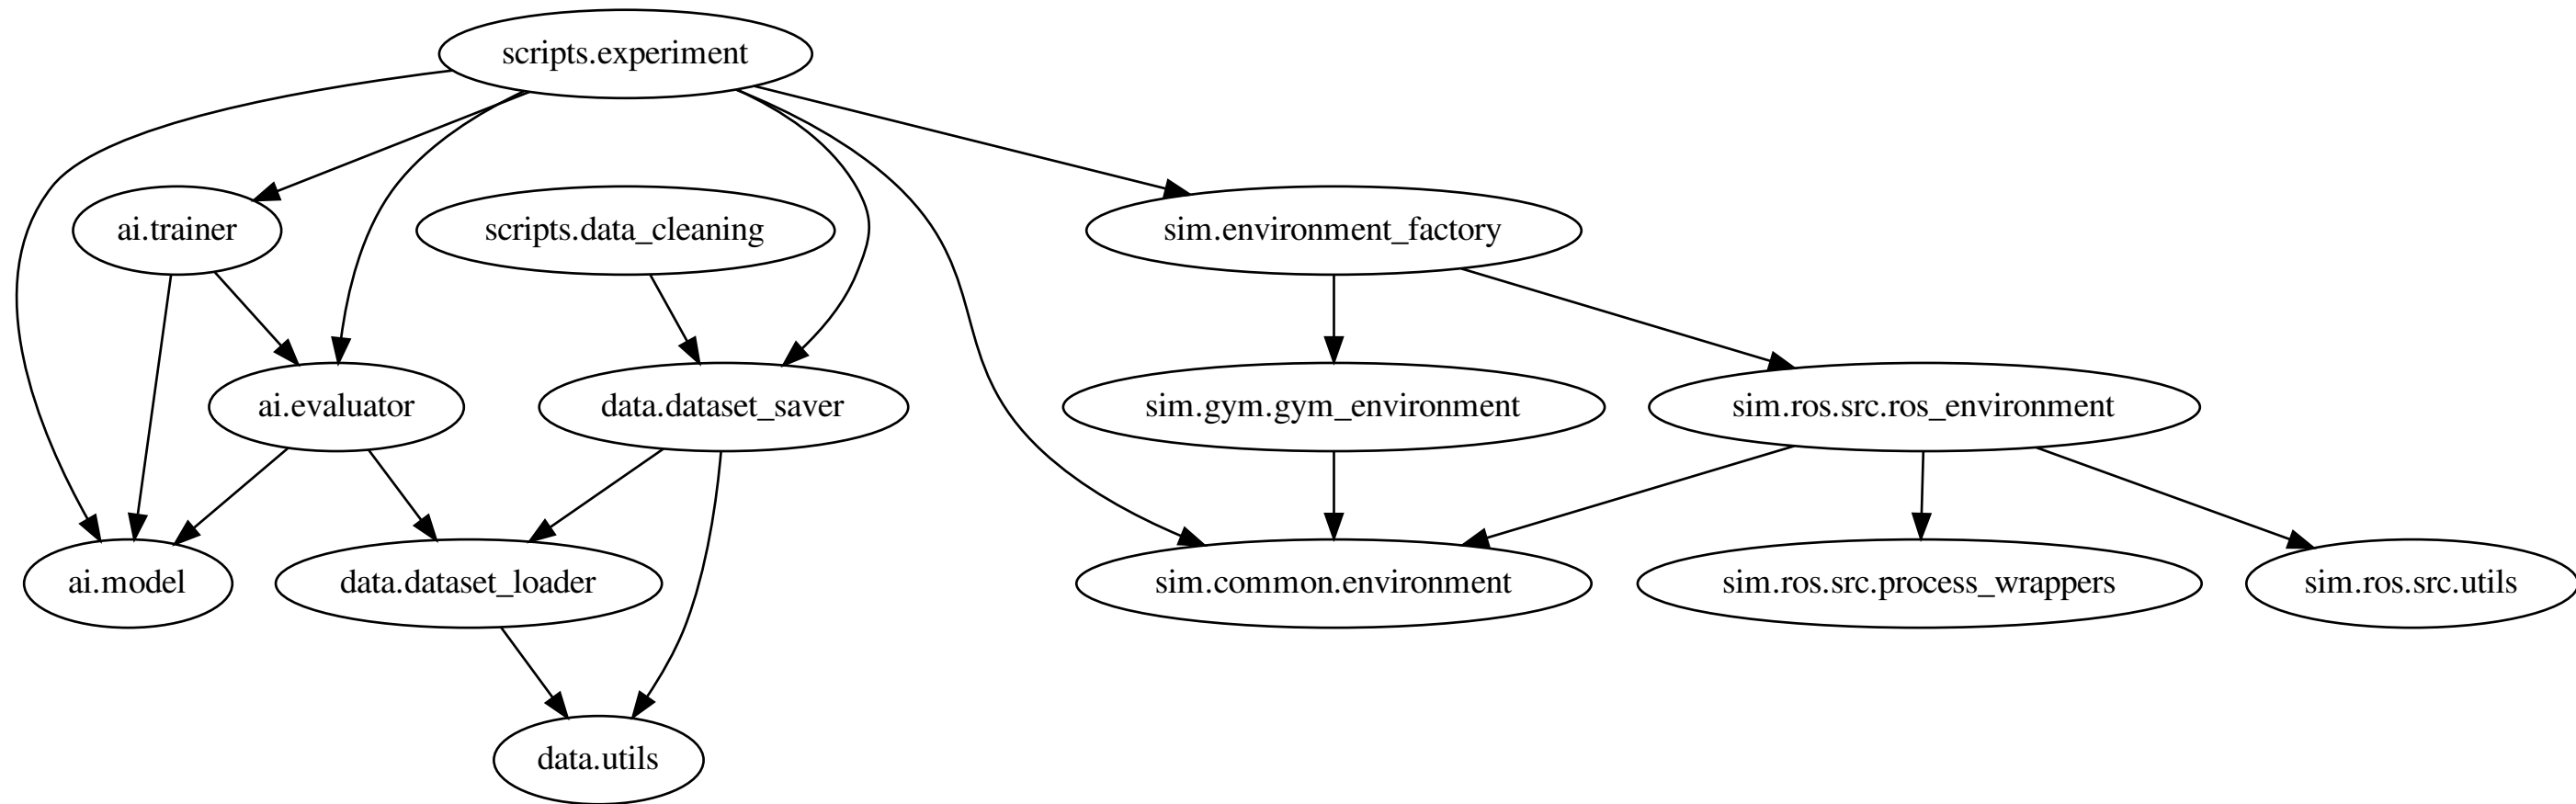 scripts.experiment
ai.trainer
scripts.data_cleaning
sim.environment_factory
ai.evaluator
data.dataset_saver
sim.gym.gym_environment
sim.ros.src.ros_environment
ai.model
data.dataset_loader
sim.common.environment
sim.ros.src.process_wrappers
sim.ros.src.utils
data.utils